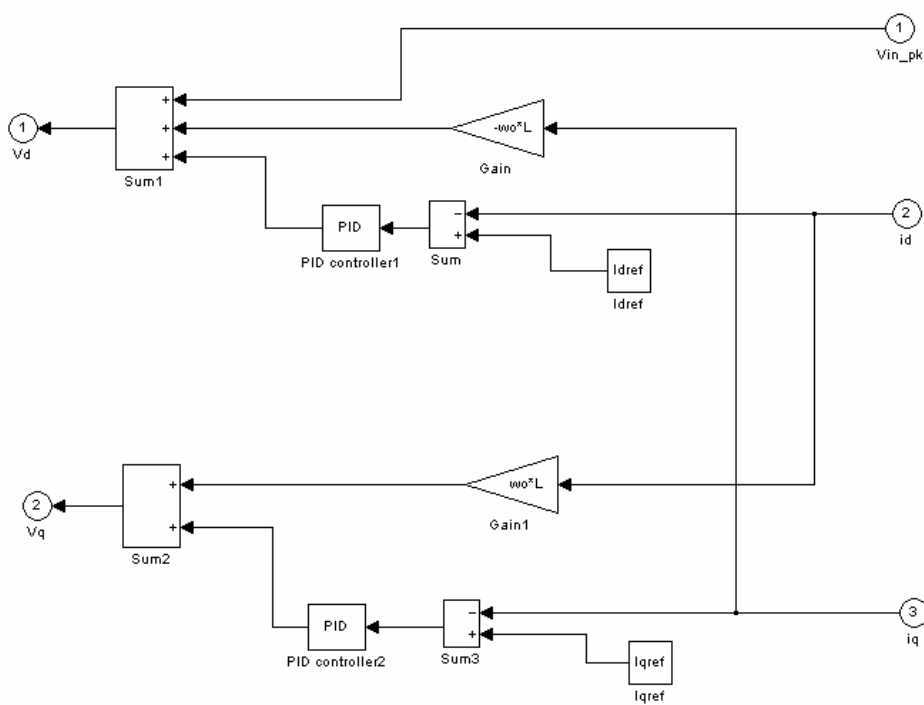 1
Vin_pk
+
+
+
1
Vd
Sum1
-wo*L
Gain
PID
PID controller1
−
+
Sum
2
id
Idref
Idref
+
+
2
Vq
Sum2
wo*L
Gain1
PID
PID controller2
−
+
Sum3
3
iq
Iqref
Iqref